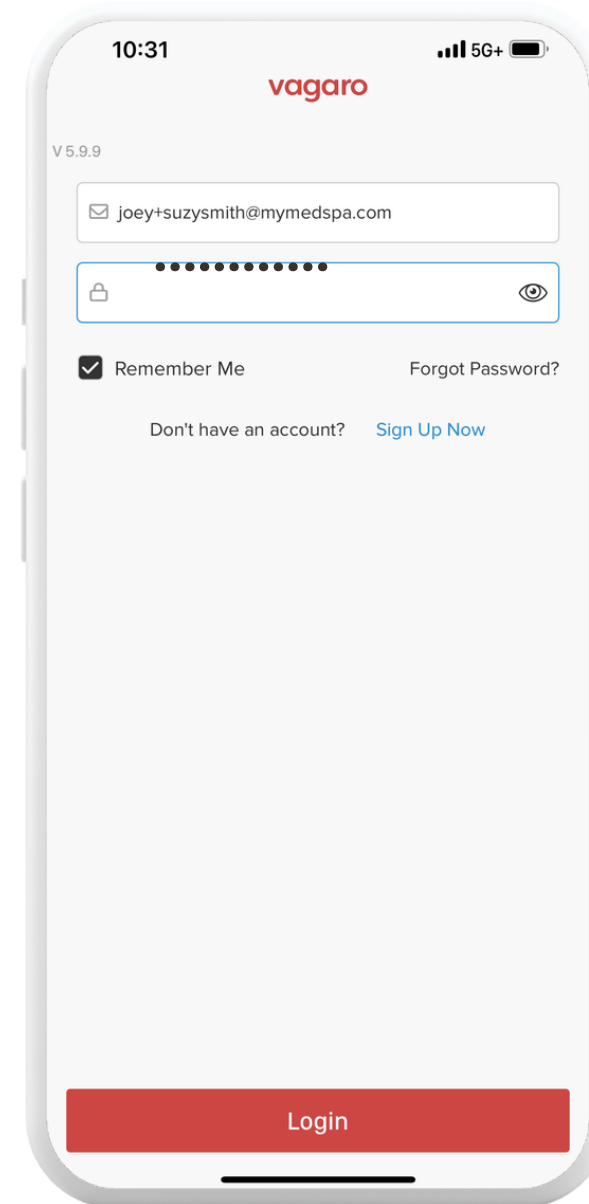 10:31 5G+
vagaro
V 5.9.9
joey+suzysmith@mymedspa.com
••••••••••••
Remember Me Forgot Password?
Don't have an account? Sign Up Now
Login